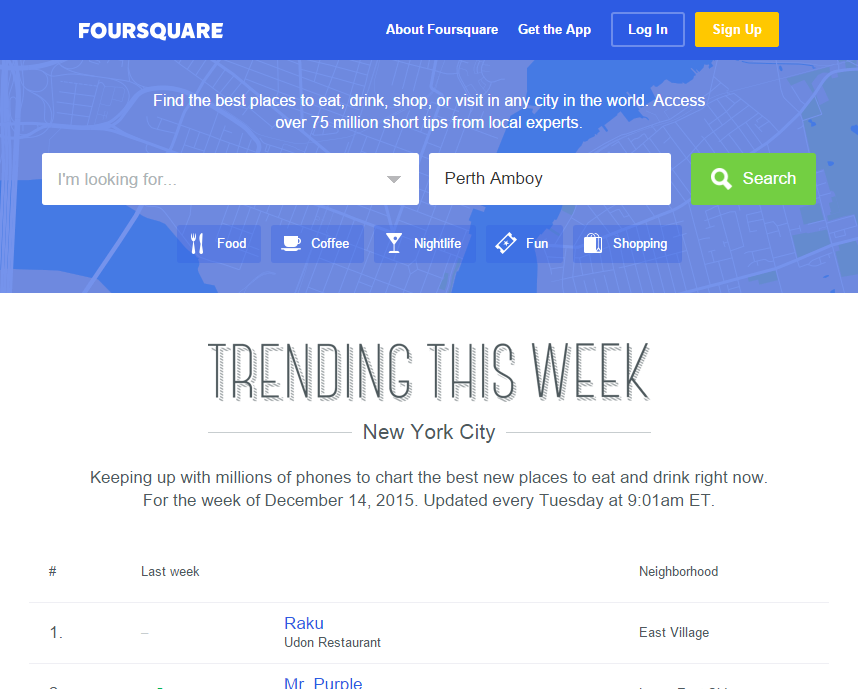 FOURSQUARE About Foursquare Get the App Log In Sign Up
Find the best places to eat, drink, shop, or visit in any city in the world. Access
over 75 million short tips from local experts.
I'm looking for... Perth Amboy Search
Food Coffee Nightlife Fun Shopping
TRENDING THIS WEEK
New York City
Keeping up with millions of phones to chart the best new places to eat and drink right now.
For the week of December 14, 2015. Updated every Tuesday at 9:01am ET.
# Last week Neighborhood
1. – Raku East Village
Udon Restaurant
Mr. Purple